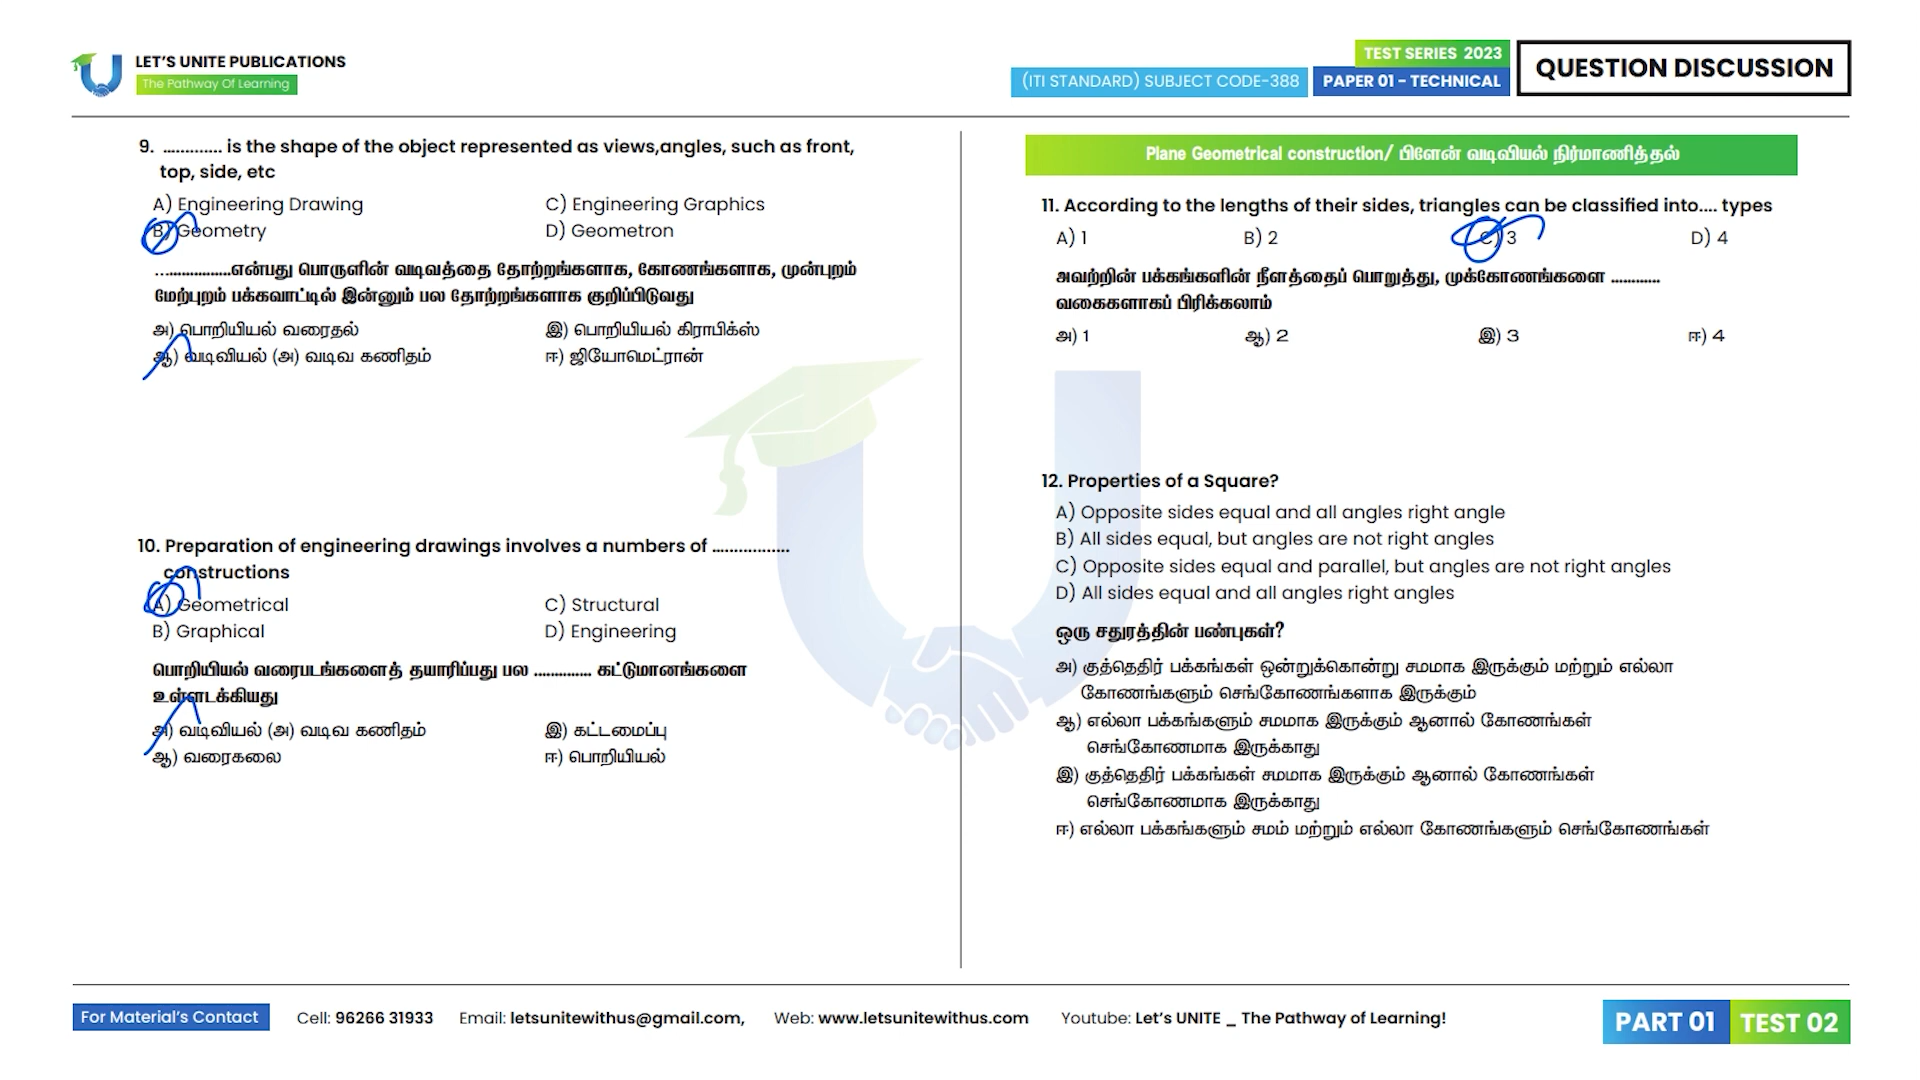 LET'S UNITE PUBLICATIONS
The Pathway Of Learning
TEST SERIES 2023
(ITI STANDARD) SUBJECT CODE-388
PAPER 01 - TECHNICAL
QUESTION DISCUSSION
9. ............. is the shape of the object represented as views,angles, such as front,
top, side, etc
A) Engineering Drawing
C) Engineering Graphics
B) Geometry
D) Geometron
..................என்பது பொருளின் வடிவத்தை தோற்றங்களாக, கோணங்களாக, முன்புறம்
மேற்புறம் பக்கவாட்டில் இன்னும் பல தோற்றங்களாக குறிப்பிடுவது
அ) பொறியியல் வரைதல்
இ) பொறியியல் கிராபிக்ஸ்
ஆ) வடிவியல் (அ) வடிவ கணிதம்
ஈ) ஜியோமெட்ரான்
10. Preparation of engineering drawings involves a numbers of .................
constructions
A) Geometrical
C) Structural
B) Graphical
D) Engineering
பொறியியல் வரைபடங்களைத் தயாரிப்பது பல .............. கட்டுமானங்களை
உள்ளடக்கியது
அ) வடிவியல் (அ) வடிவ கணிதம்
இ) கட்டமைப்பு
ஆ) வரைகலை
ஈ) பொறியியல்
Plane Geometrical construction/ பிளேன் வடிவியல் நிர்மாணித்தல்
11. According to the lengths of their sides, triangles can be classified into.... types
A) 1
B) 2
C) 3
D) 4
அவற்றின் பக்கங்களின் நீளத்தைப் பொறுத்து, முக்கோணங்களை ............
வகைகளாகப் பிரிக்கலாம்
அ) 1
ஆ) 2
இ) 3
ஈ) 4
12. Properties of a Square?
A) Opposite sides equal and all angles right angle
B) All sides equal, but angles are not right angles
C) Opposite sides equal and parallel, but angles are not right angles
D) All sides equal and all angles right angles
ஒரு சதுரத்தின் பண்புகள்?
அ) குத்தெதிர் பக்கங்கள் ஒன்றுக்கொன்று சமமாக இருக்கும் மற்றும் எல்லா
கோணங்களும் செங்கோணங்களாக இருக்கும்
ஆ) எல்லா பக்கங்களும் சமமாக இருக்கும் ஆனால் கோணங்கள்
செங்கோணமாக இருக்காது
இ) குத்தெதிர் பக்கங்கள் சமமாக இருக்கும் ஆனால் கோணங்கள்
செங்கோணமாக இருக்காது
ஈ) எல்லா பக்கங்களும் சமம் மற்றும் எல்லா கோணங்களும் செங்கோணங்கள்
For Material's Contact
Cell: 96266 31933
Email: letsunitewithus@gmail.com,
Web: www.letsunitewithus.com
Youtube: Let's UNITE _ The Pathway of Learning!
PART 01
TEST 02